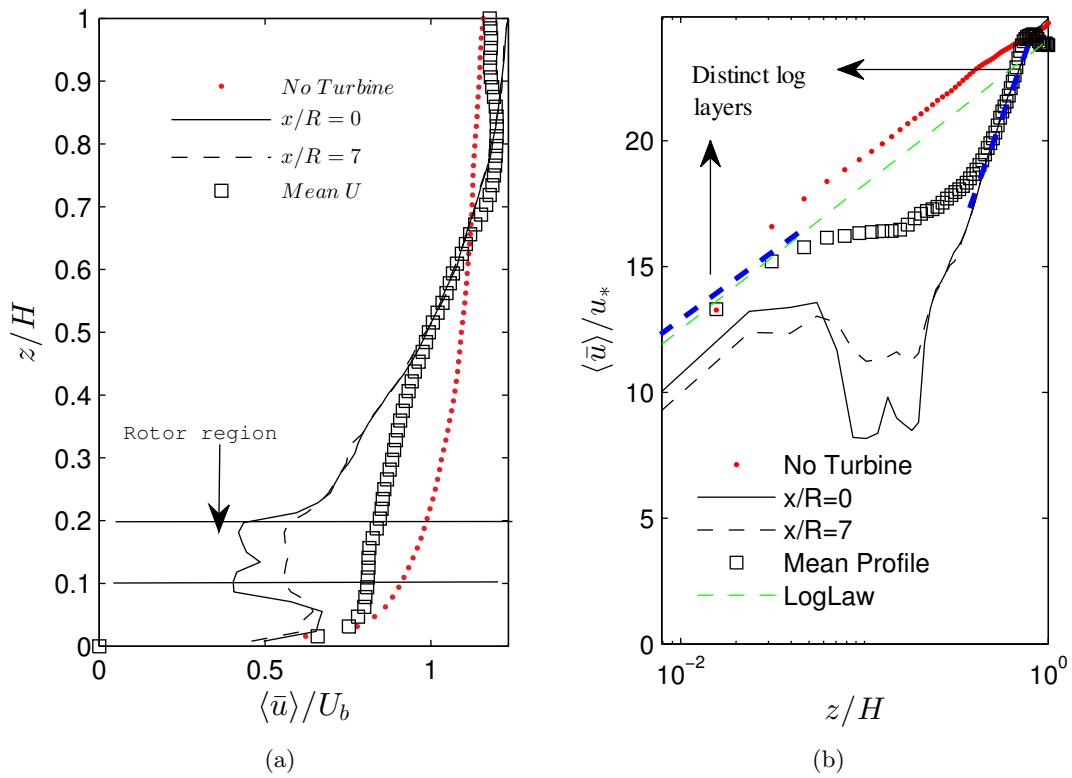 1
0.9
0.8
0.7
0.6
0.5
0.4
0.3
0.2
0.1
0
z/H
No Turbine
x/R = 0
x/R = 7
Mean U
Rotor region
0
0.5
1
⟨ū⟩/U_b
(a)
20
15
10
5
0
⟨ū⟩/u_*
Distinct log
layers
No Turbine
x/R=0
x/R=7
Mean Profile
LogLaw
10⁻²
10⁰
z/H
(b)